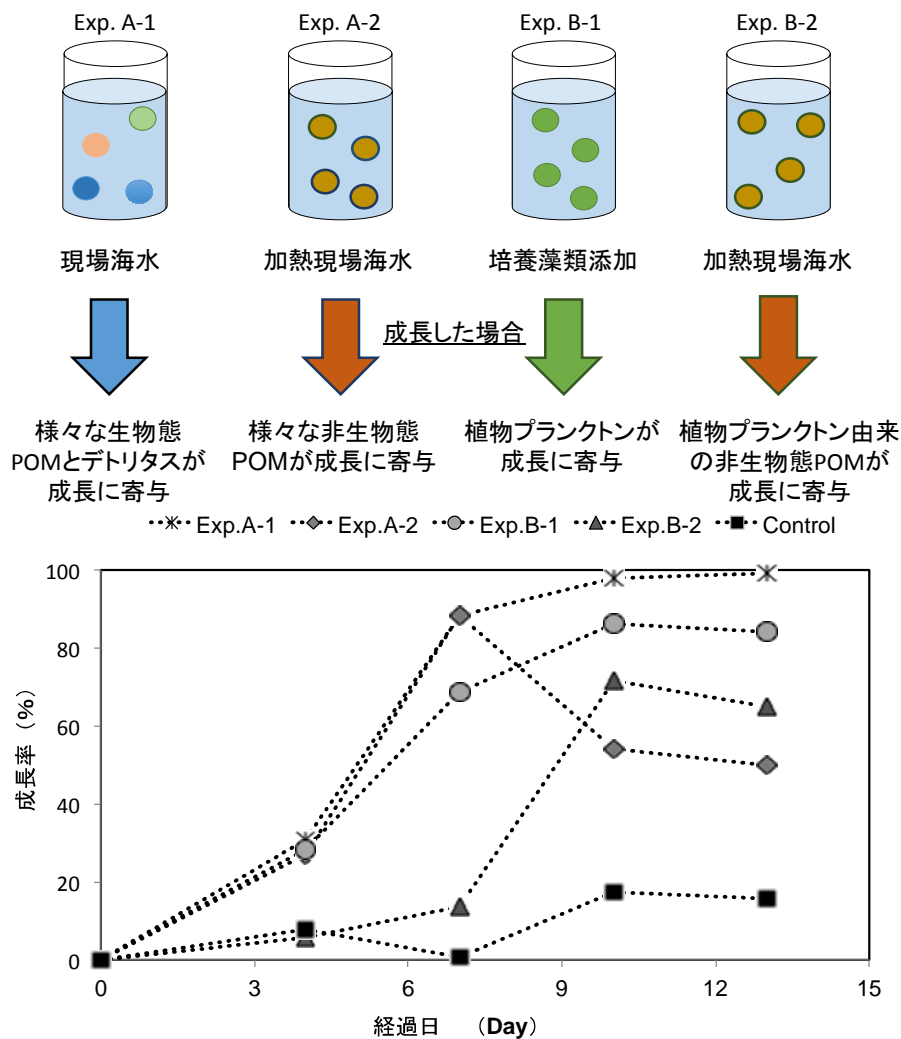 Exp. A-1 Exp. A-2 Exp. B-1 Exp. B-2
現場海水 加熱現場海水 培養藻類添加 加熱現場海水
成長した場合
様々な生物態
POMとデトリタスが
成長に寄与
様々な非生物態
POMが成長に寄与
植物プランクトンが
成長に寄与
植物プランクトン由来
の非生物態POMが
成長に寄与
Exp.A-1 Exp.A-2 Exp.B-1 Exp.B-2 Control
成長率 (%)
100
80
60
40
20
0
0 3 6 9 12 15
経過日 (Day)